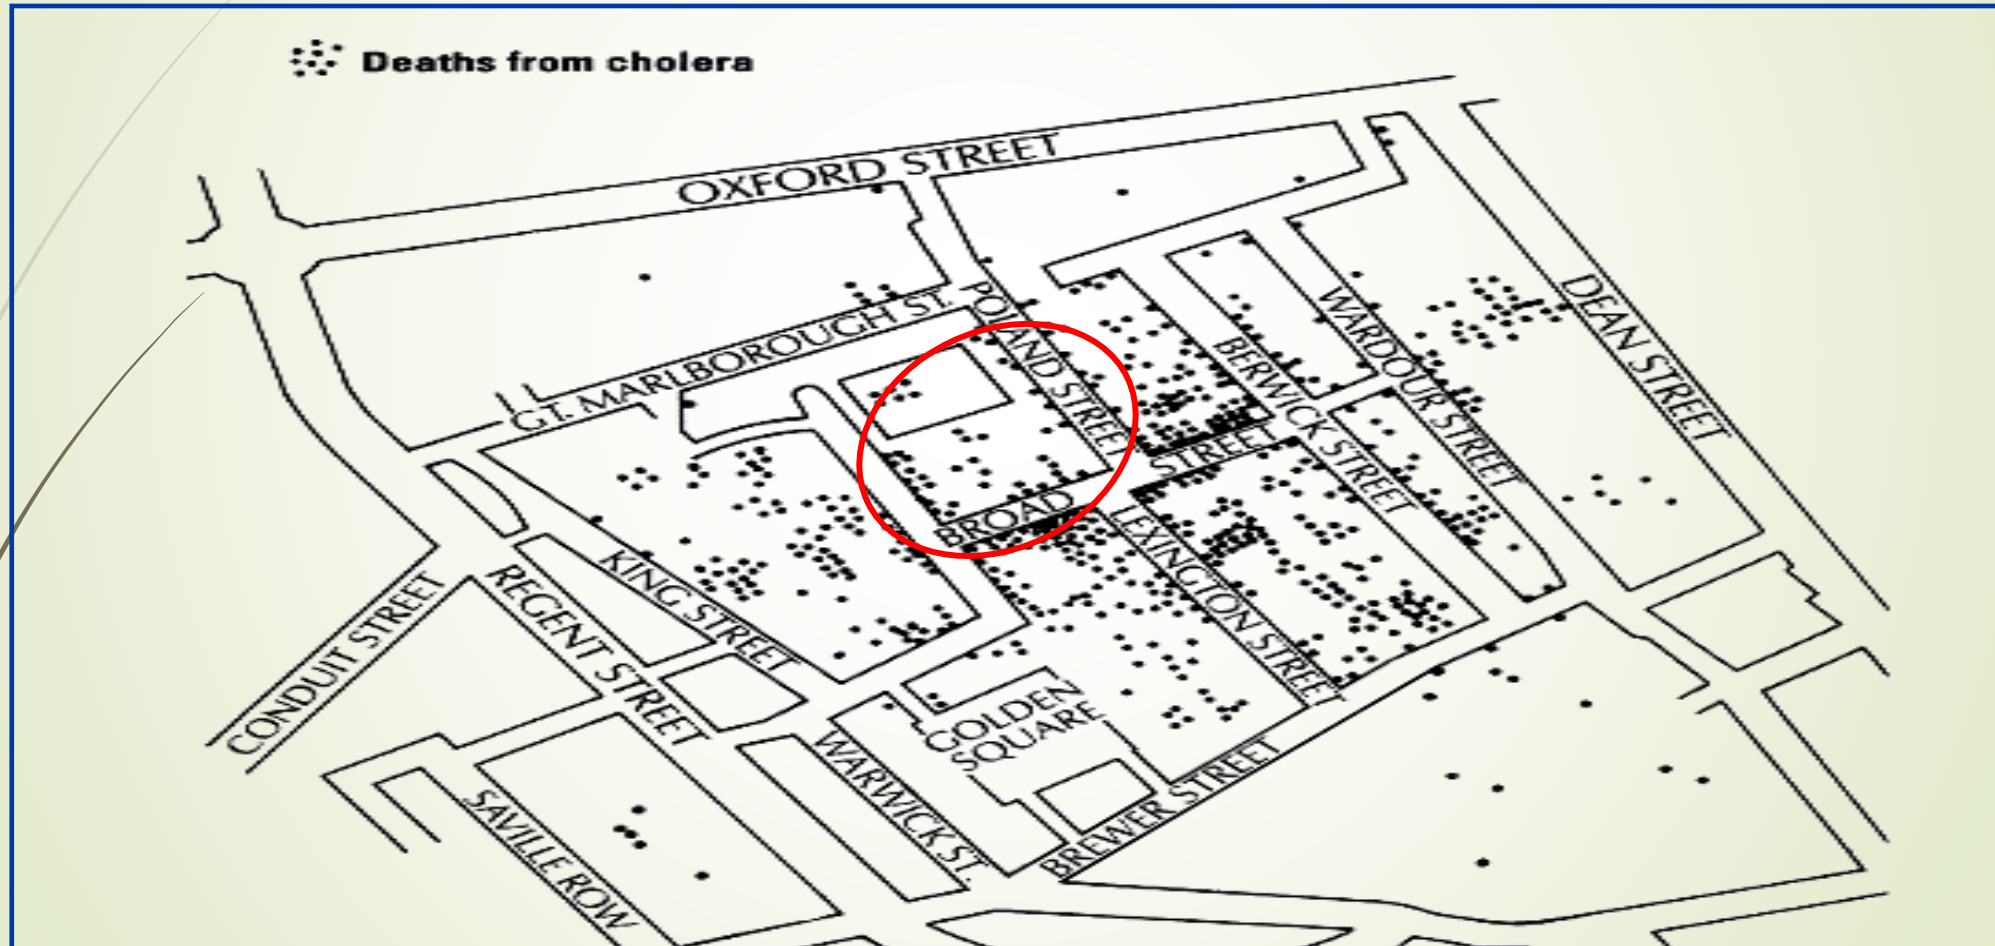 Deaths from cholera
OXFORD STREET
GT. MARLBOROUGH ST.
POLAND STREET
BERWICK STREET
WARDOUR STREET
DEAN STREET
BROAD STREET
LEXINGTON STREET
KING STREET
REGENT STREET
CONDUIT STREET
GOLDEN
SQUARE
WARWICK ST.
BREWER STREET
SAVILLE ROW